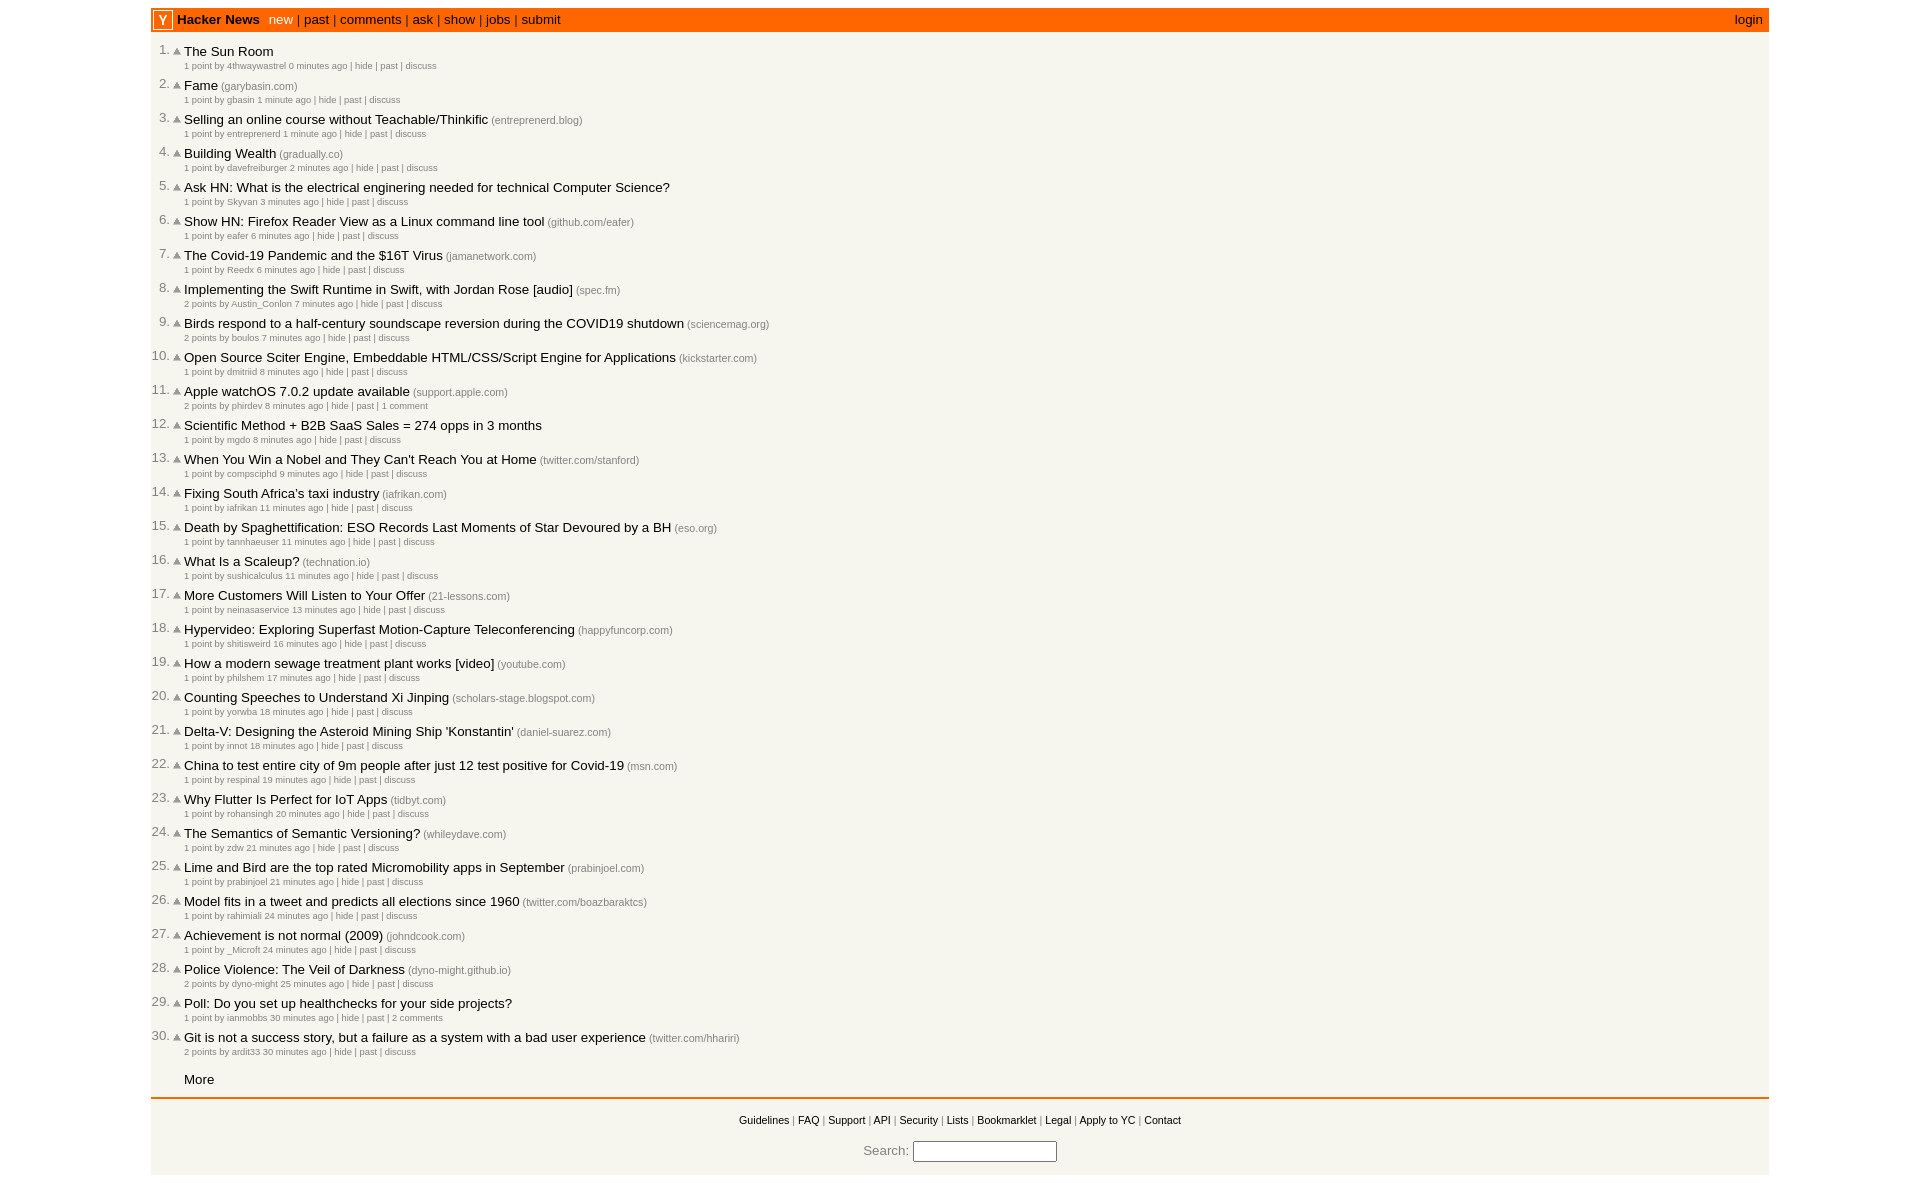 Y Hacker News new | past | comments | ask | show | jobs | submit login
1. The Sun Room
1 point by 4thwaywastrel 0 minutes ago | hide | past | discuss
2. Fame (garybasin.com)
1 point by gbasin 1 minute ago | hide | past | discuss
3. Selling an online course without Teachable/Thinkific (entreprenerd.blog)
1 point by entreprenerd 1 minute ago | hide | past | discuss
4. Building Wealth (gradually.co)
1 point by davefreiburger 2 minutes ago | hide | past | discuss
5. Ask HN: What is the electrical enginering needed for technical Computer Science?
1 point by Skyvan 3 minutes ago | hide | past | discuss
6. Show HN: Firefox Reader View as a Linux command line tool (github.com/eafer)
1 point by eafer 6 minutes ago | hide | past | discuss
7. The Covid-19 Pandemic and the $16T Virus (jamanetwork.com)
1 point by Reedx 6 minutes ago | hide | past | discuss
8. Implementing the Swift Runtime in Swift, with Jordan Rose [audio] (spec.fm)
2 points by Austin_Conlon 7 minutes ago | hide | past | discuss
9. Birds respond to a half-century soundscape reversion during the COVID19 shutdown (sciencemag.org)
2 points by boulos 7 minutes ago | hide | past | discuss
10. Open Source Sciter Engine, Embeddable HTML/CSS/Script Engine for Applications (kickstarter.com)
1 point by dmitriid 8 minutes ago | hide | past | discuss
11. Apple watchOS 7.0.2 update available (support.apple.com)
2 points by phirdev 8 minutes ago | hide | past | 1 comment
12. Scientific Method + B2B SaaS Sales = 274 opps in 3 months
1 point by mgdo 8 minutes ago | hide | past | discuss
13. When You Win a Nobel and They Can't Reach You at Home (twitter.com/stanford)
1 point by compsciphd 9 minutes ago | hide | past | discuss
14. Fixing South Africa's taxi industry (iafrikan.com)
1 point by iafrikan 11 minutes ago | hide | past | discuss
15. Death by Spaghettification: ESO Records Last Moments of Star Devoured by a BH (eso.org)
1 point by tannhaeuser 11 minutes ago | hide | past | discuss
16. What Is a Scaleup? (technation.io)
1 point by sushicalculus 11 minutes ago | hide | past | discuss
17. More Customers Will Listen to Your Offer (21-lessons.com)
1 point by neinasaservice 13 minutes ago | hide | past | discuss
18. Hypervideo: Exploring Superfast Motion-Capture Teleconferencing (happyfuncorp.com)
1 point by shitisweird 16 minutes ago | hide | past | discuss
19. How a modern sewage treatment plant works [video] (youtube.com)
1 point by philshem 17 minutes ago | hide | past | discuss
20. Counting Speeches to Understand Xi Jinping (scholars-stage.blogspot.com)
1 point by yorwba 18 minutes ago | hide | past | discuss
21. Delta-V: Designing the Asteroid Mining Ship 'Konstantin' (daniel-suarez.com)
1 point by innot 18 minutes ago | hide | past | discuss
22. China to test entire city of 9m people after just 12 test positive for Covid-19 (msn.com)
1 point by respinal 19 minutes ago | hide | past | discuss
23. Why Flutter Is Perfect for IoT Apps (tidbyt.com)
1 point by rohansingh 20 minutes ago | hide | past | discuss
24. The Semantics of Semantic Versioning? (whileydave.com)
1 point by zdw 21 minutes ago | hide | past | discuss
25. Lime and Bird are the top rated Micromobility apps in September (prabinjoel.com)
1 point by prabinjoel 21 minutes ago | hide | past | discuss
26. Model fits in a tweet and predicts all elections since 1960 (twitter.com/boazbaraktcs)
1 point by rahimiali 24 minutes ago | hide | past | discuss
27. Achievement is not normal (2009) (johndcook.com)
1 point by _Microft 24 minutes ago | hide | past | discuss
28. Police Violence: The Veil of Darkness (dyno-might.github.io)
2 points by dyno-might 25 minutes ago | hide | past | discuss
29. Poll: Do you set up healthchecks for your side projects?
1 point by ianmobbs 30 minutes ago | hide | past | 2 comments
30. Git is not a success story, but a failure as a system with a bad user experience (twitter.com/hhariri)
2 points by ardit33 30 minutes ago | hide | past | discuss
More
Guidelines | FAQ | Support | API | Security | Lists | Bookmarklet | Legal | Apply to YC | Contact
Search: